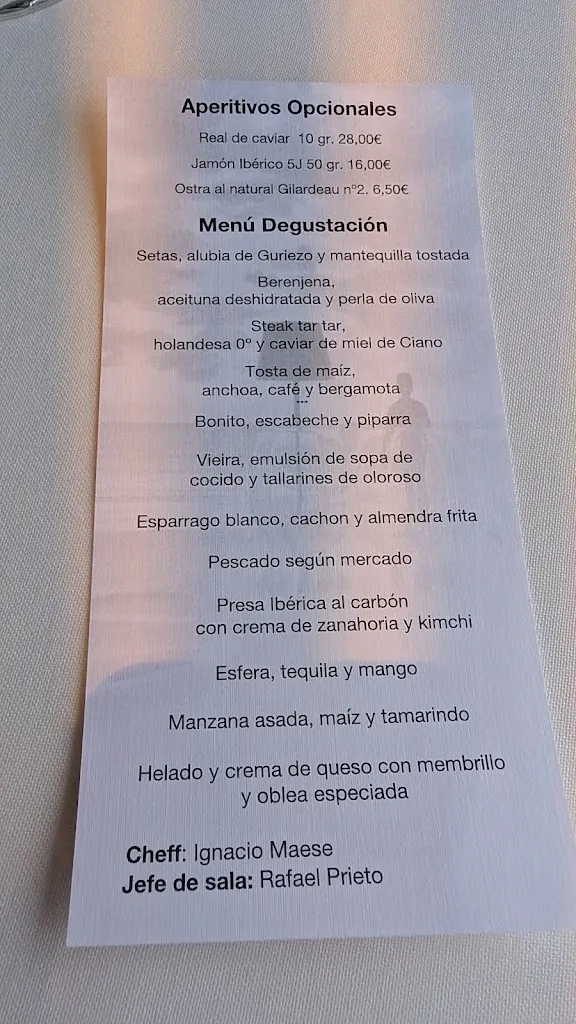 Aperitivos Opcionales
Real de caviar 10 gr. 28,00€
Jamón Ibérico 5J 50 gr. 16,00€
Ostra al natural Gilardeau nº2. 6,50€
Menú Degustación
Setas, alubia de Guriezo y mantequilla tostada
Berenjena,
aceituna deshidratada y perla de oliva
Steak tar tar,
holandesa 0º y caviar de miel de Ciano
Tosta de maíz,
anchoa, café y bergamota
---
Bonito, escabeche y piparra
Vieira, emulsión de sopa de
cocido y tallarines de oloroso
Esparrago blanco, cachon y almendra frita
Pescado según mercado
Presa Ibérica al carbón
con crema de zanahoria y kimchi
Esfera, tequila y mango
Manzana asada, maíz y tamarindo
Helado y crema de queso con membrillo
y oblea especiada
Cheff: Ignacio Maese
Jefe de sala: Rafael Prieto